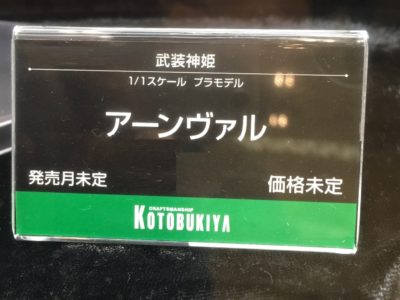 武装神姫
1/1スケール プラモデル
アーンヴァル
発売月未定 価格未定
CRAFTSMANSHIP
KOTOBUKIYA